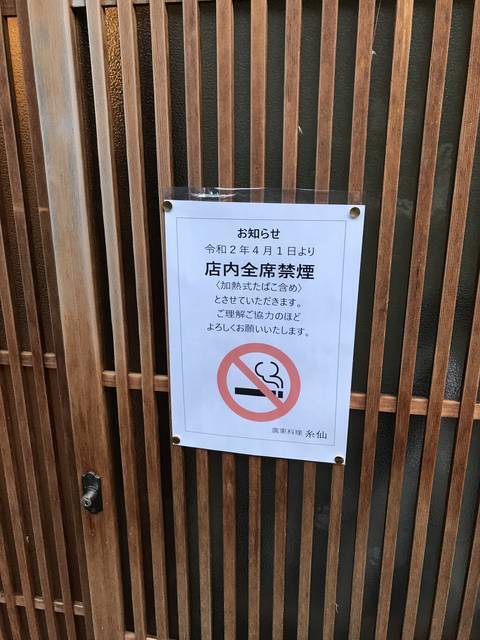 お知らせ
令和２年４月１日より
店内全席禁煙
〈加熱式たばこ含め〉
とさせていただきます。
ご理解ご協力のほど
よろしくお願いいたします。
廣東料理 糸仙